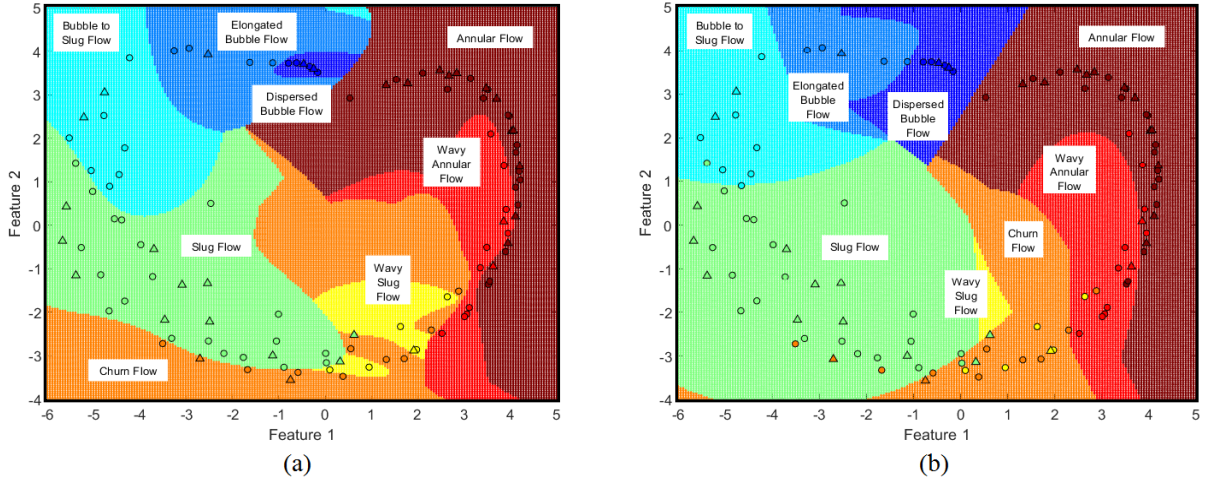 5
4
3
2
1
0
-1
-2
-3
-4
Feature 2
Bubble to
Slug Flow
Elongated
Bubble Flow
Annular Flow
Dispersed
Bubble Flow
Wavy
Annular
Flow
Slug Flow
Wavy
Slug
Flow
Churn Flow
-6 -5 -4 -3 -2 -1 0 1 2 3 4 5
Feature 1
(a)
5
4
3
2
1
0
-1
-2
-3
-4
Feature 2
Bubble to
Slug Flow
Annular Flow
Elongated
Bubble
Flow
Dispersed
Bubble
Flow
Wavy
Annular
Flow
Slug Flow
Churn
Flow
Wavy
Slug
Flow
-6 -5 -4 -3 -2 -1 0 1 2 3 4 5
Feature 1
(b)